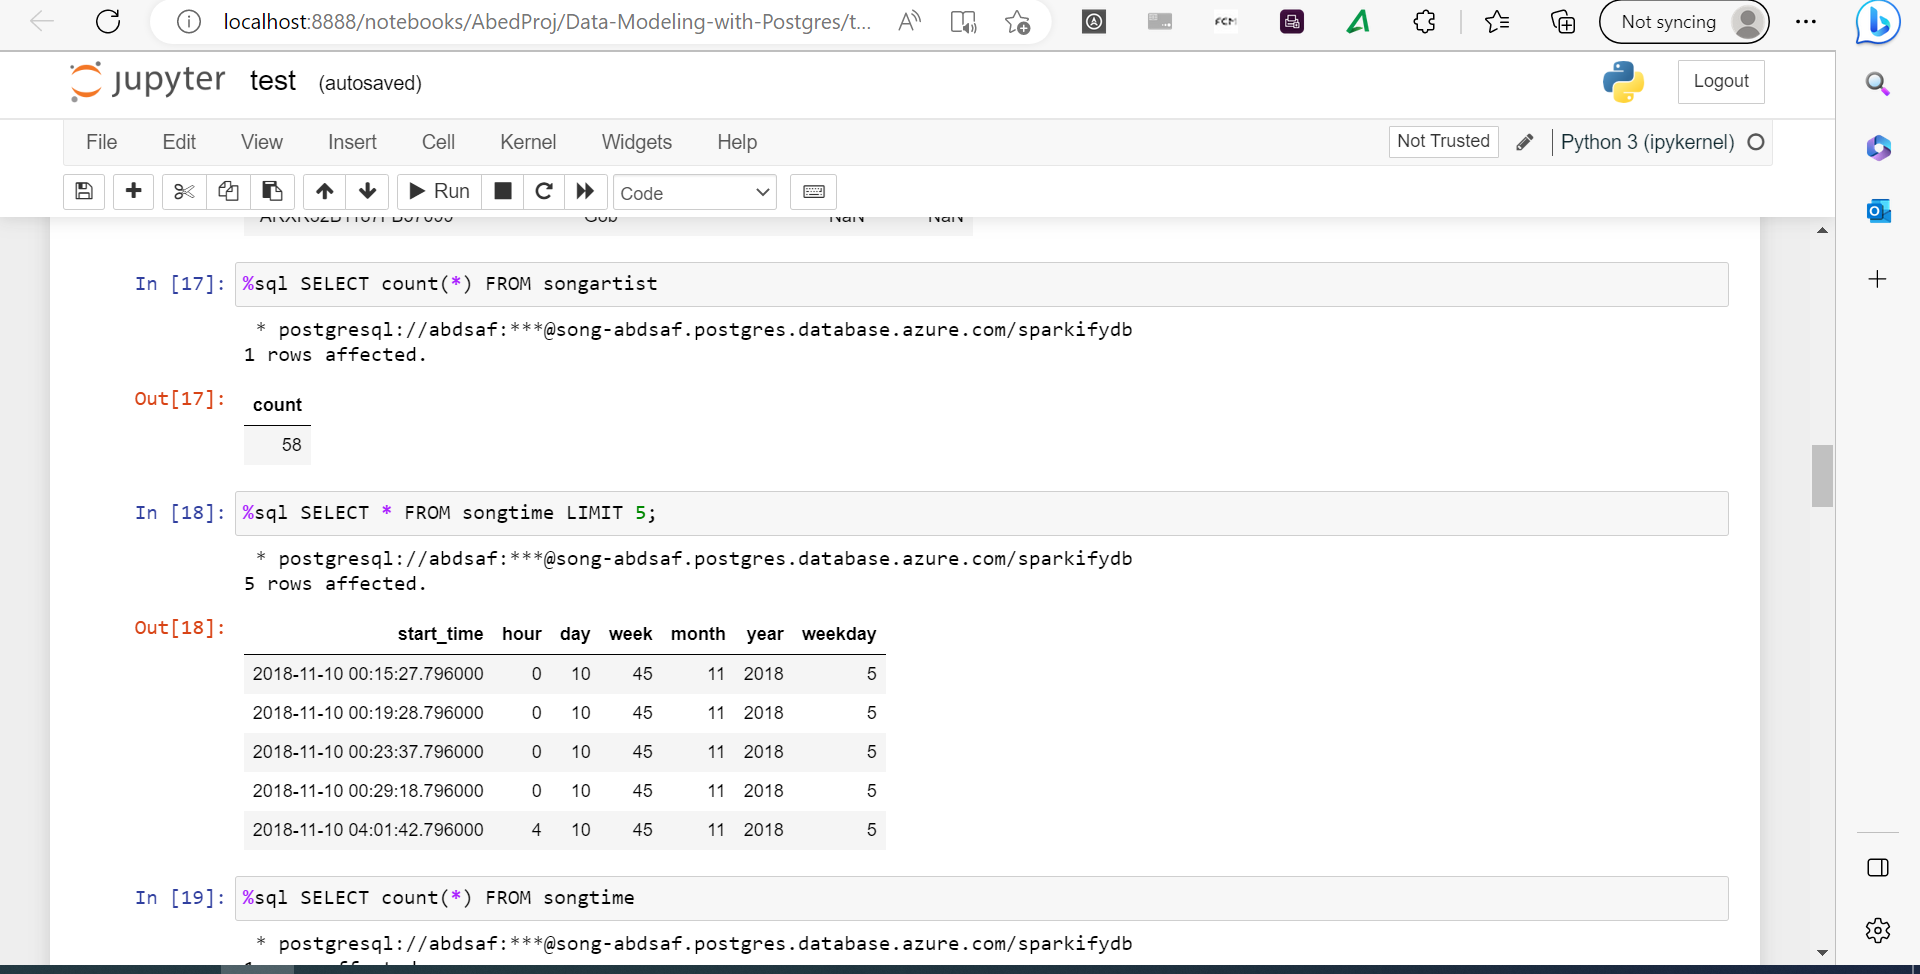 localhost:8888/notebooks/AbedProj/Data-Modeling-with-Postgres/t...
Not syncing
FCM
jupyter test (autosaved)
Logout
File Edit View Insert Cell Kernel Widgets Help
Not Trusted
Python 3 (ipykernel)
Run
Code
NaN NaN
In [17]: %sql SELECT count(*) FROM songartist
* postgresql://abdsaf:***@song-abdsaf.postgres.database.azure.com/sparkifydb
1 rows affected.
Out[17]: count
58
In [18]: %sql SELECT * FROM songtime LIMIT 5;
* postgresql://abdsaf:***@song-abdsaf.postgres.database.azure.com/sparkifydb
5 rows affected.
Out[18]: start_time hour day week month year weekday
2018-11-10 00:15:27.796000 0 10 45 11 2018 5
2018-11-10 00:19:28.796000 0 10 45 11 2018 5
2018-11-10 00:23:37.796000 0 10 45 11 2018 5
2018-11-10 00:29:18.796000 0 10 45 11 2018 5
2018-11-10 04:01:42.796000 4 10 45 11 2018 5
In [19]: %sql SELECT count(*) FROM songtime
* postgresql://abdsaf:***@song-abdsaf.postgres.database.azure.com/sparkifydb